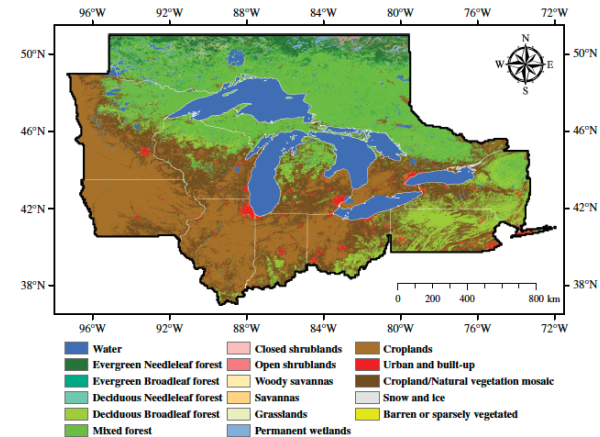 96°W 92°W 88°W 84°W 80°W 76°W 72°W
50°N 50°N
N
W E
S
46°N 46°N
42°N 42°N
38°N 38°N
0 200 400 800 km
96°W 92°W 88°W 84°W 80°W 76°W 72°W
Water Closed shrublands Croplands
Evergreen Needleleaf forest Open shrublands Urban and built-up
Evergreen Broadleaf forest Woody savannas Cropland/Natural vegetation mosaic
Deciduous Needleleaf forest Savannas Snow and ice
Deciduous Broadleaf forest Grasslands Barren or sparsely vegetated
Mixed forest Permanent wetlands